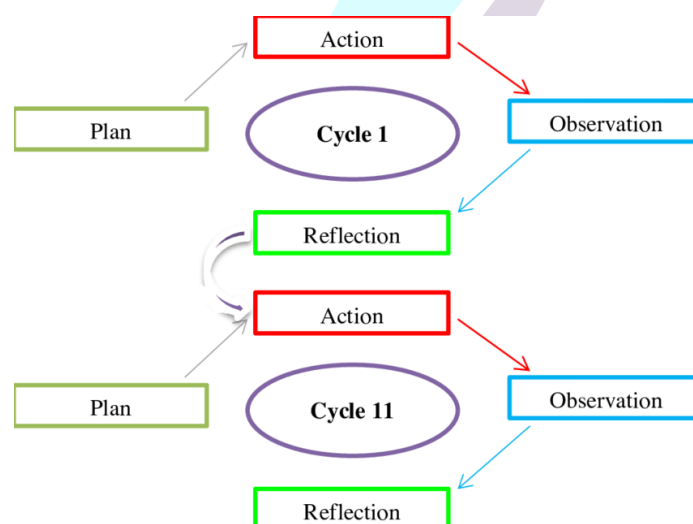 Action
Plan
Cycle 1
Observation
Reflection
Action
Plan
Cycle 11
Observation
Reflection